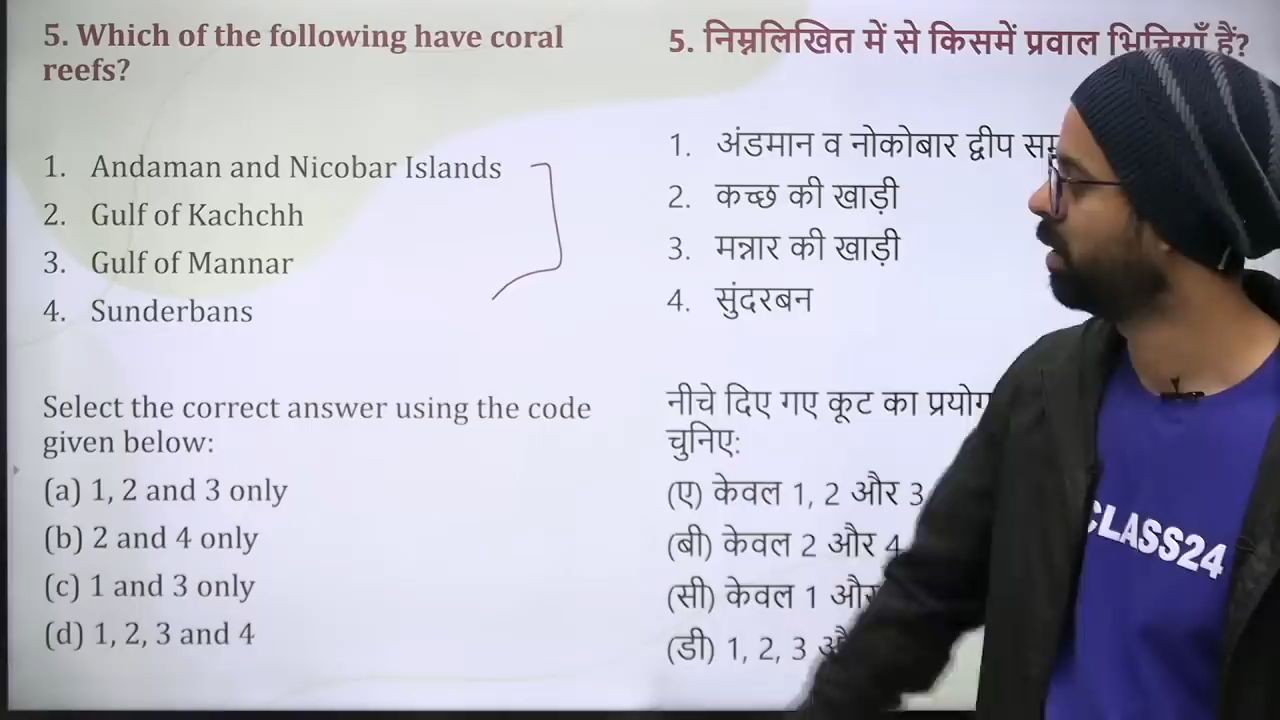 5. Which of the following have coral
reefs?
1. Andaman and Nicobar Islands
2. Gulf of Kachchh
3. Gulf of Mannar
4. Sunderbans
Select the correct answer using the code
given below:
(a) 1, 2 and 3 only
(b) 2 and 4 only
(c) 1 and 3 only
(d) 1, 2, 3 and 4
5. निम्नलिखित में से किसमें प्रवाल भित्तियाँ हैं?
1. अंडमान व नोकोबार द्वीप
2. कच्छ की खाड़ी
3. मन्नार की खाड़ी
4. सुंदरबन
नीचे दिए गए कूट का प्रयोग
चुनिए:
(ए) केवल 1, 2 और 3
(बी) केवल 2 और 4
(सी) केवल 1 और
(डी) 1, 2, 3
CLASS24